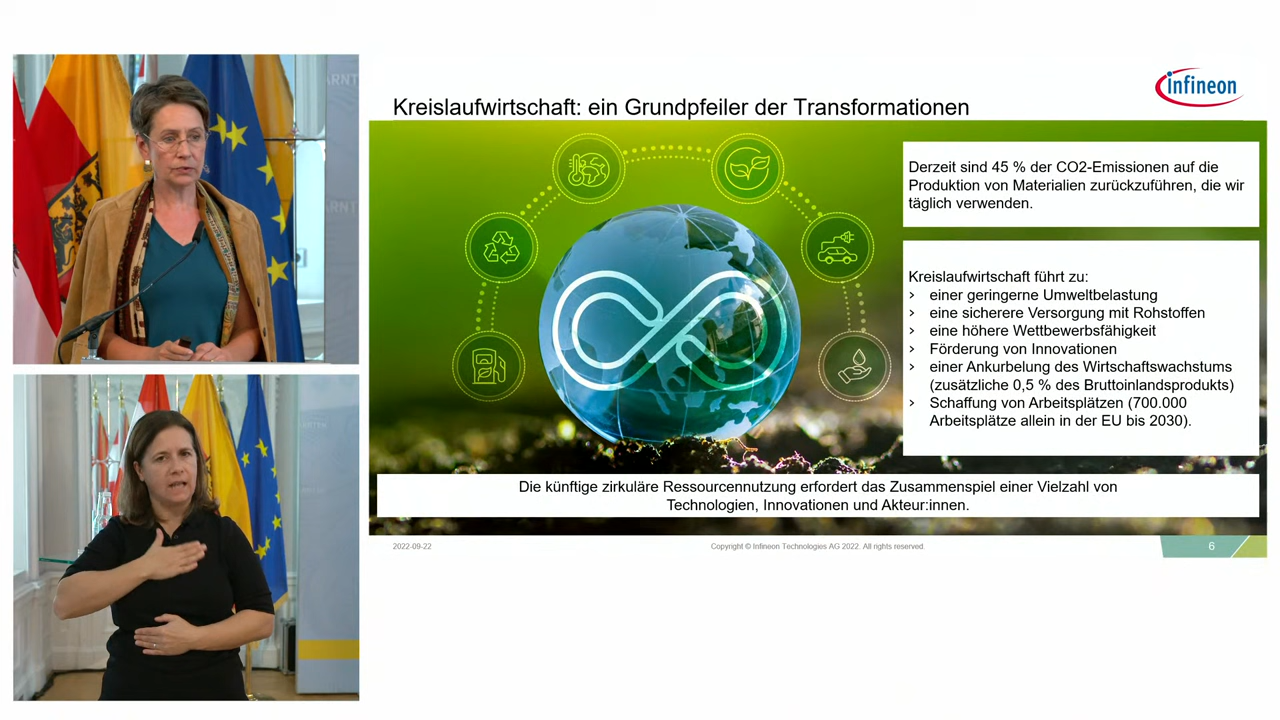 ARNT
ARNT
infineon
Kreislaufwirtschaft: ein Grundpfeiler der Transformationen
Derzeit sind 45 % der CO2-Emissionen auf die
Produktion von Materialien zurückzuführen, die wir
täglich verwenden.
Kreislaufwirtschaft führt zu:
› einer geringerne Umweltbelastung
› eine sicherere Versorgung mit Rohstoffen
› eine höhere Wettbewerbsfähigkeit
› Förderung von Innovationen
› einer Ankurbelung des Wirtschaftswachstums
(zusätzliche 0,5 % des Bruttoinlandsprodukts)
› Schaffung von Arbeitsplätzen (700.000
Arbeitsplätze allein in der EU bis 2030).
Die künftige zirkuläre Ressourcennutzung erfordert das Zusammenspiel einer Vielzahl von
Technologien, Innovationen und Akteur:innen.
2022-09-22
Copyright © Infineon Technologies AG 2022. All rights reserved.
6